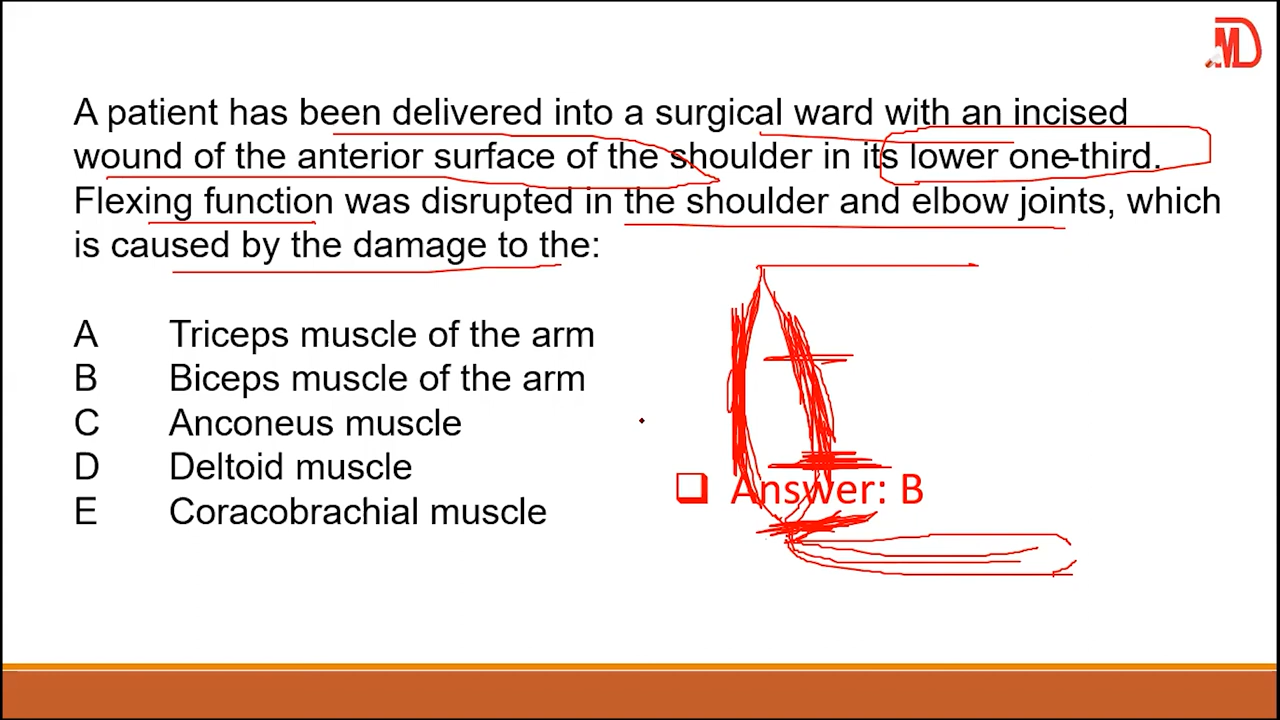 MD
A patient has been delivered into a surgical ward with an incised
wound of the anterior surface of the shoulder in its lower one-third.
Flexing function was disrupted in the shoulder and elbow joints, which
is caused by the damage to the:
A Triceps muscle of the arm
B Biceps muscle of the arm
C Anconeus muscle
D Deltoid muscle
E Coracobrachial muscle
Answer: B